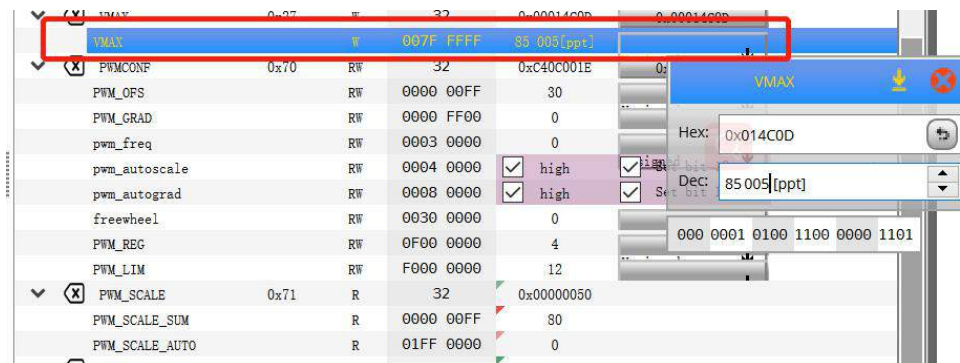 VMAX 0x27 W 32 0x00014C0D 0x00014C0D
VMAX W 007F FFFF 85 005[ppt]
PWMCONF 0x70 RW 32 0xC40C001E
PWM_OFS RW 0000 00FF 30
PWM_GRAD RW 0000 FF00 0
pwm_freq RW 0003 0000 0
pwm_autoscale RW 0004 0000 high
pwm_autograd RW 0008 0000 high
freewheel RW 0030 0000 0
PWM_REG RW 0F00 0000 4
PWM_LIM RW F000 0000 12
PWM_SCALE 0x71 R 32 0x00000050
PWM_SCALE_SUM R 0000 00FF 80
PWM_SCALE_AUTO R 01FF 0000 0
VMAX
Hex: 0x014C0D
Dec: 85 005[ppt]
000 0001 0100 1100 0000 1101